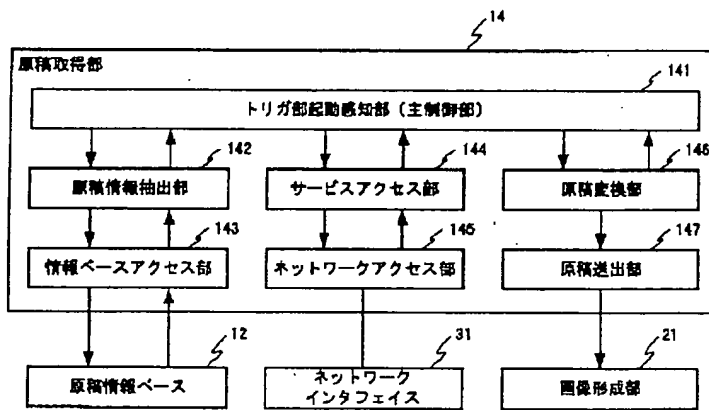 14
原稿取得部
141
トリガ部起動感知部（主制御部）
142
144
146
原稿情報抽出部
サービスアクセス部
原稿変換部
143
145
147
情報ベースアクセス部
ネットワークアクセス部
原稿送出部
12
31
21
原稿情報ベース
ネットワーク
インタフェイス
画像形成部